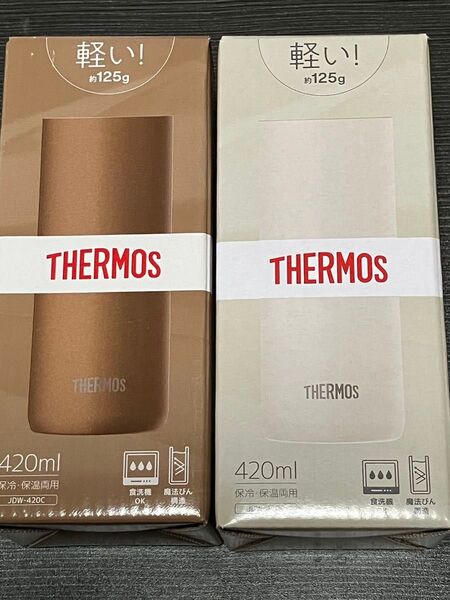 軽い!
約125g
THERMOS
THERMOS
420ml
保冷・保温両用
JDW-420C
食洗機
OK
魔法びん
構造
軽い!
約125g
THERMOS
THERMOS
420ml
保冷・保温両用
食洗機
OK
魔法びん
構造